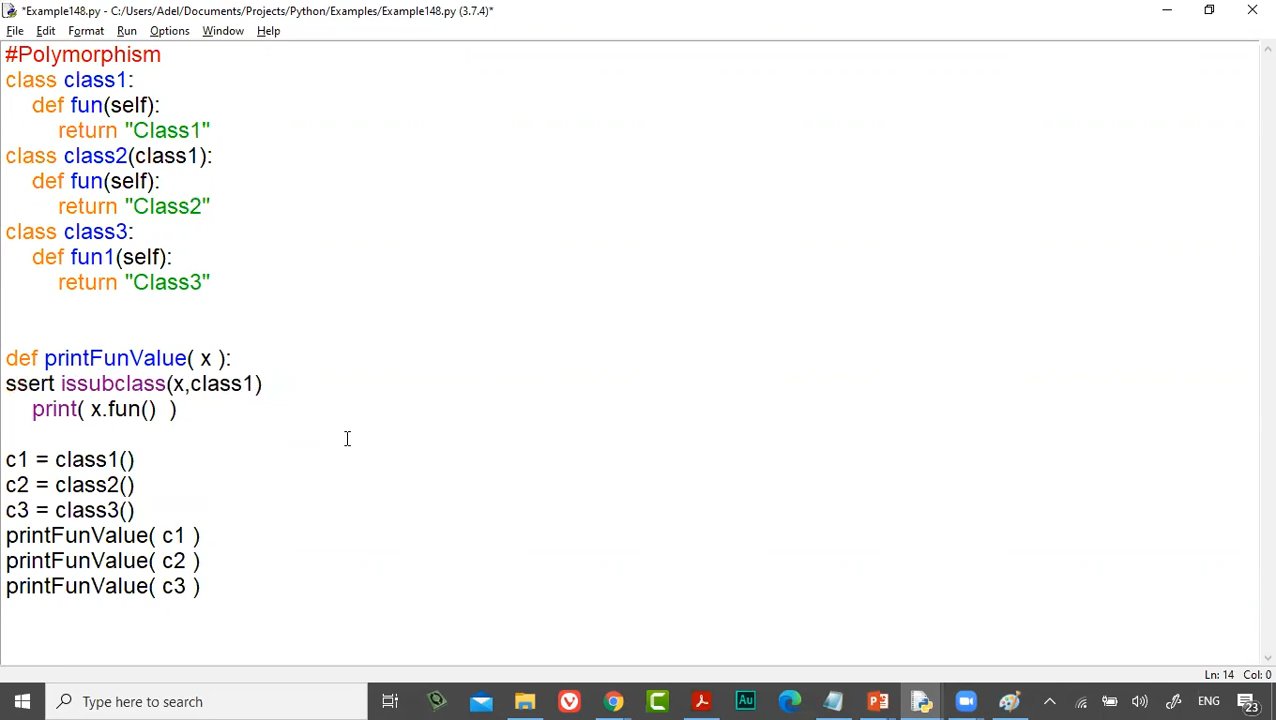 *Example148.py - C:/Users/Adel/Documents/Projects/Python/Examples/Example148.py (3.7.4)*
File Edit Format Run Options Window Help
#Polymorphism
class class1:
    def fun(self):
        return "Class1"
class class2(class1):
    def fun(self):
        return "Class2"
class class3:
    def fun1(self):
        return "Class3"
def printFunValue( x ):
ssert issubclass(x,class1)
    print( x.fun()  )
c1 = class1()
c2 = class2()
c3 = class3()
printFunValue( c1 )
printFunValue( c2 )
printFunValue( c3 )
Ln: 14 Col: 0
Type here to search
C
Au
ENG
23